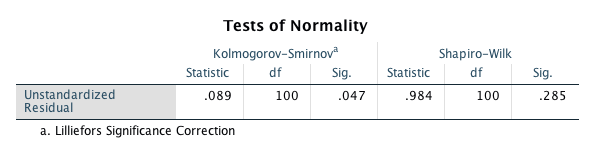 Tests of Normality
Kolmogorov-Smirnovᵃ Shapiro-Wilk
Statistic df Sig. Statistic df Sig.
Unstandardized
Residual .089 100 .047 .984 100 .285
a. Lilliefors Significance Correction